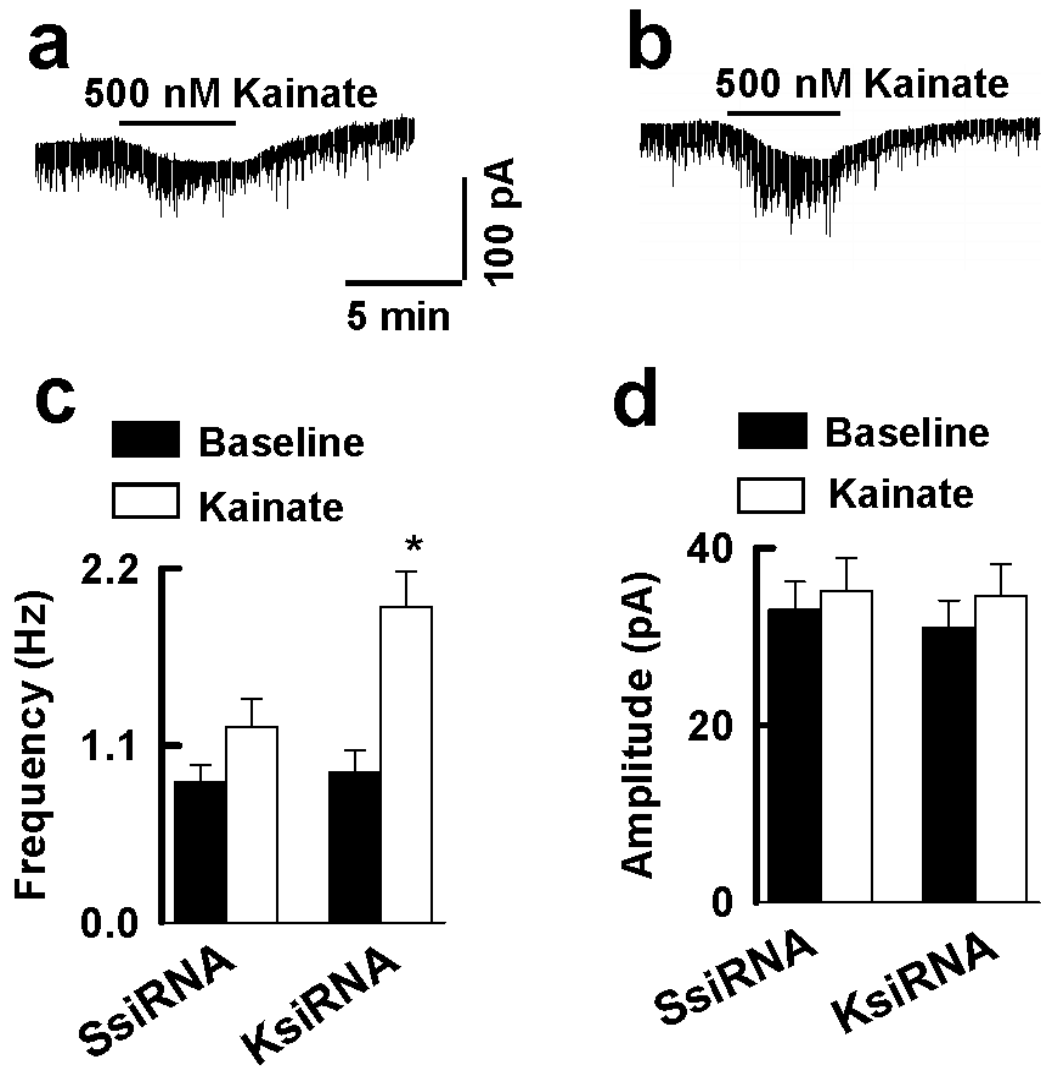 a
500 nM Kainate
100 pA
5 min
b
500 nM Kainate
c
Baseline
Kainate
*
2.2
1.1
0.0
Frequency (Hz)
SsiRNA
KsiRNA
d
Baseline
Kainate
40
20
0
Amplitude (pA)
SsiRNA
KsiRNA